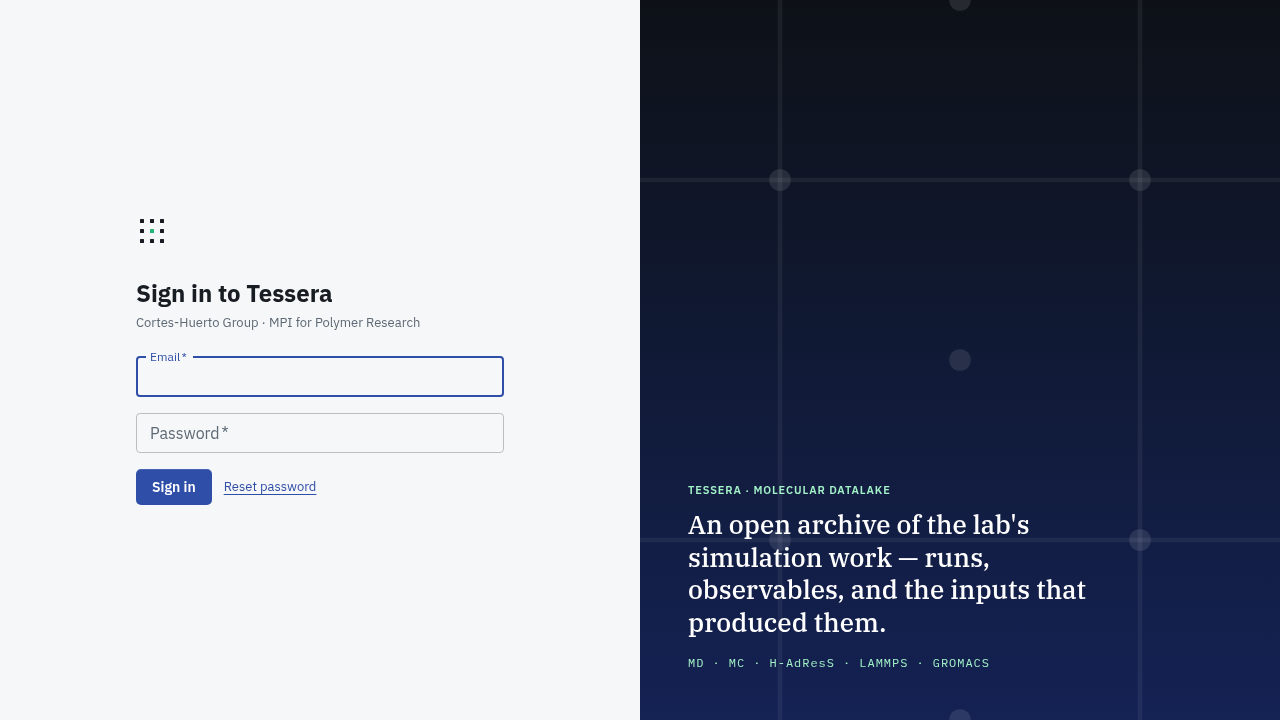 Sign in to Tessera
Cortes-Huerto Group · MPI for Polymer Research
Email *
Password *
Sign in
Reset password
TESSERA · MOLECULAR DATALAKE
An open archive of the lab's
simulation work — runs,
observables, and the inputs that
produced them.
MD · MC · H-AdResS · LAMMPS · GROMACS